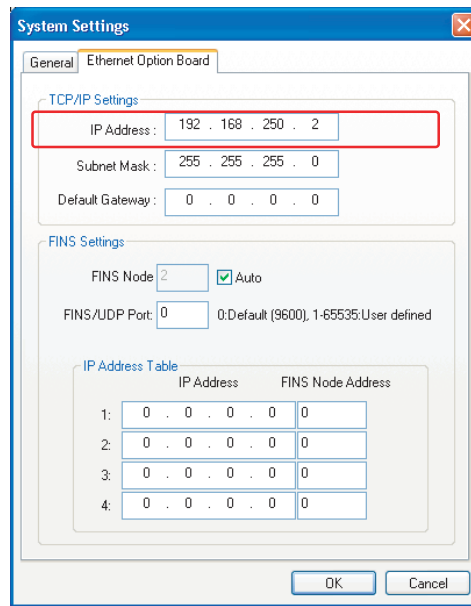 System Settings
General Ethernet Option Board
TCP/IP Settings
IP Address : 192 . 168 . 250 . 2
Subnet Mask : 255 . 255 . 255 . 0
Default Gateway : 0 . 0 . 0 . 0
FINS Settings
FINS Node 2 Auto
FINS/UDP Port: 0 0:Default (9600), 1-65535:User defined
IP Address Table
IP Address FINS Node Address
1: 0 . 0 . 0 . 0 0
2: 0 . 0 . 0 . 0 0
3: 0 . 0 . 0 . 0 0
4: 0 . 0 . 0 . 0 0
OK Cancel